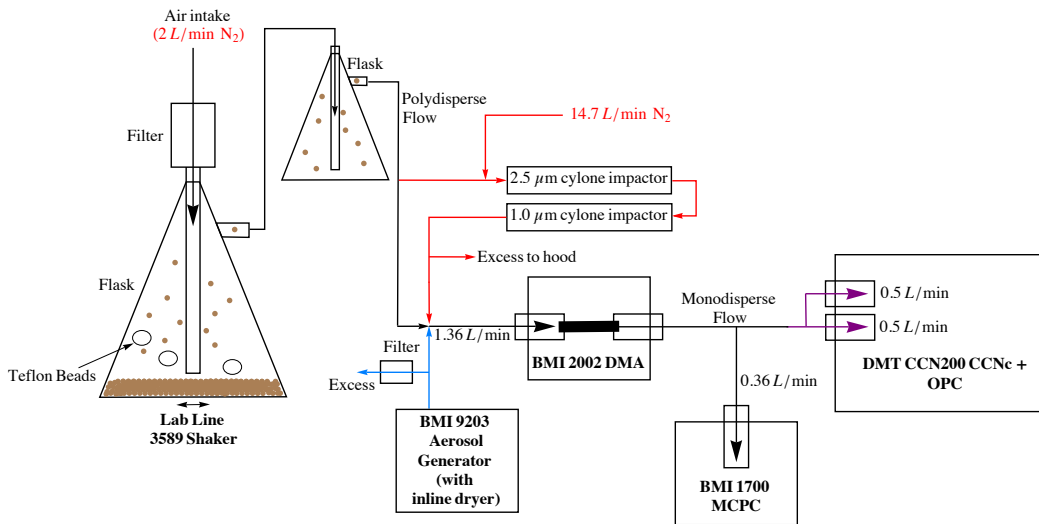 Air intake
(2 L/min N₂)
Filter
Flask
Teflon Beads
Lab Line
3589 Shaker
Flask
Polydisperse
Flow
14.7 L/min N₂
2.5 µm cylone impactor
1.0 µm cylone impactor
Excess to hood
1.36 L/min
Filter
Excess
BMI 9203
Aerosol
Generator
(with
inline dryer)
BMI 2002 DMA
Monodisperse
Flow
0.36 L/min
BMI 1700
MCPC
0.5 L/min
0.5 L/min
DMT CCN200 CCNc +
OPC